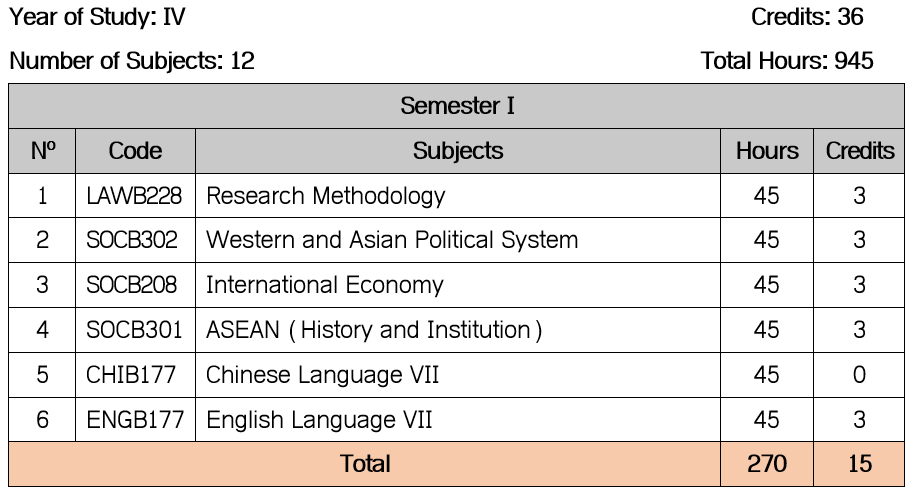 Year of Study: IV Credits: 36
Number of Subjects: 12 Total Hours: 945
Semester I
Nº Code Subjects Hours Credits
1 LAWB228 Research Methodology 45 3
2 SOCB302 Western and Asian Political System 45 3
3 SOCB208 International Economy 45 3
4 SOCB301 ASEAN (History and Institution) 45 3
5 CHIB177 Chinese Language VII 45 0
6 ENGB177 English Language VII 45 3
Total 270 15